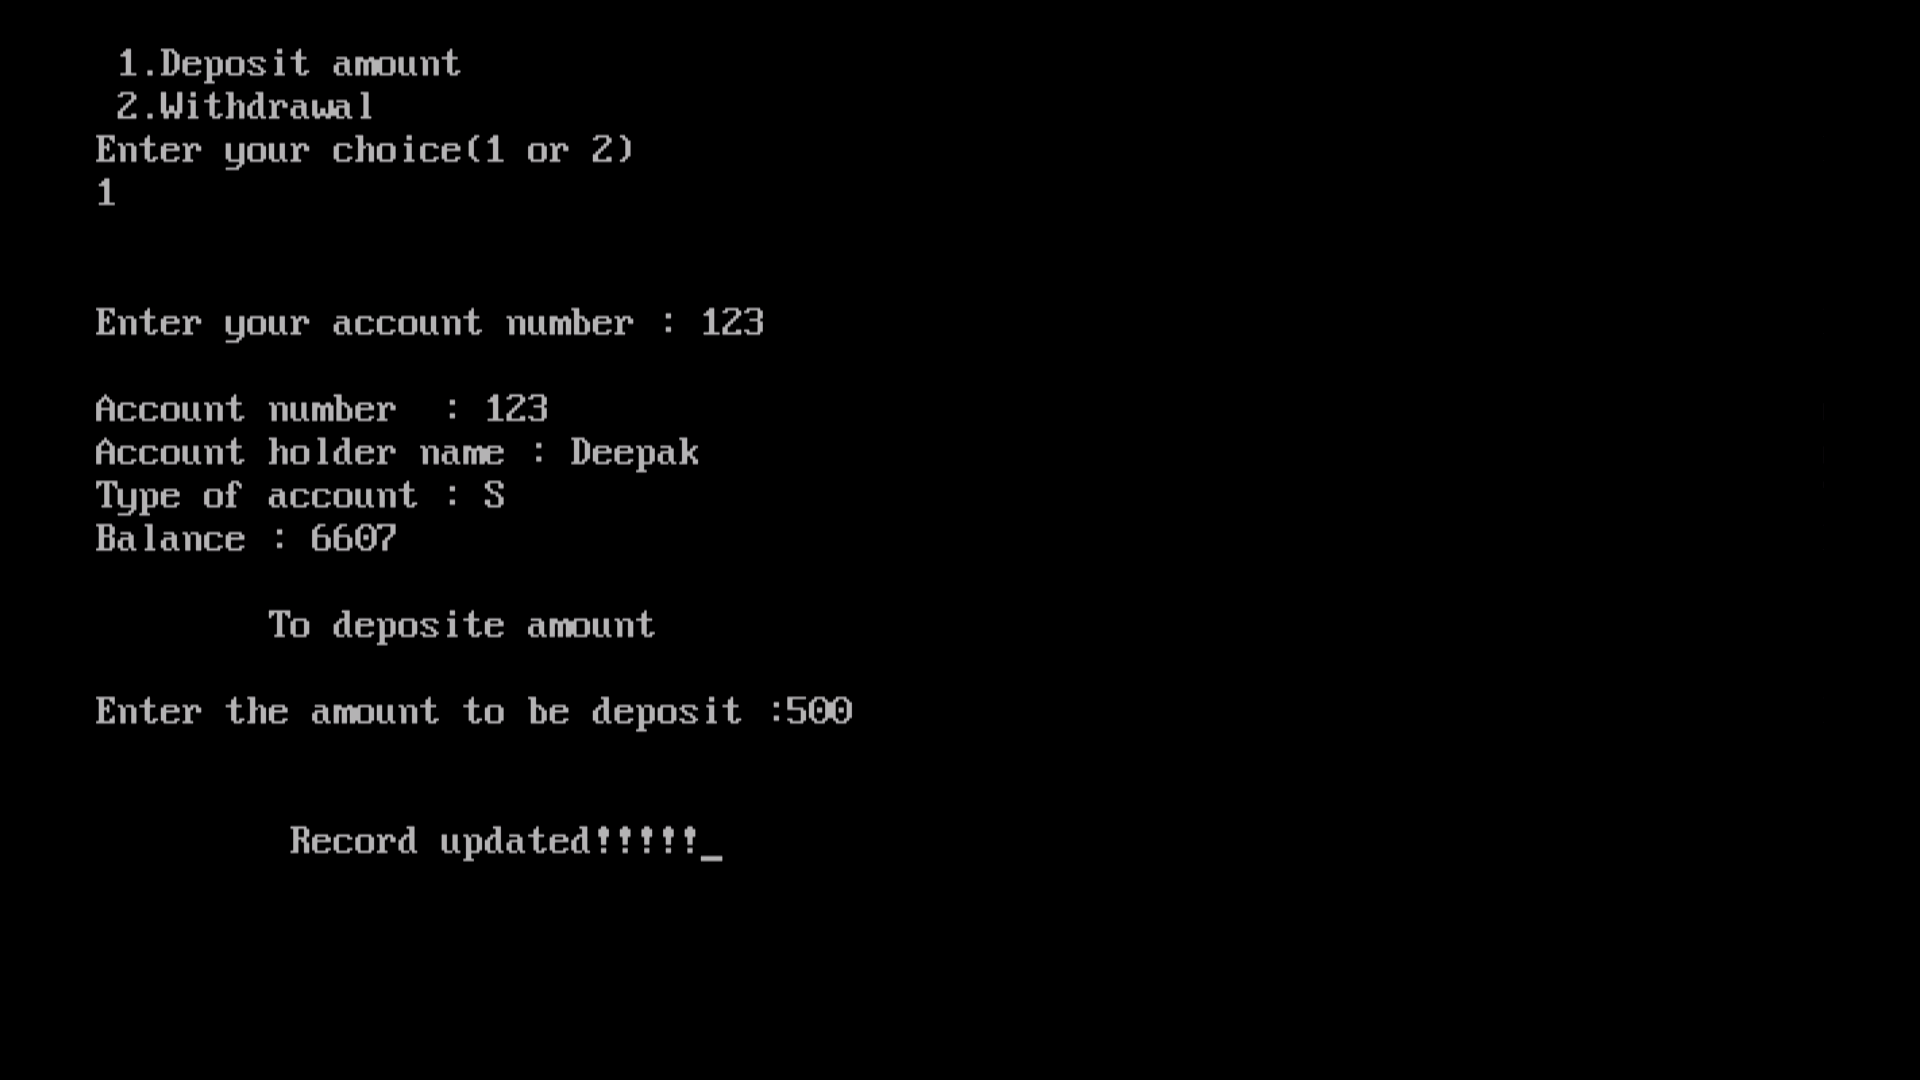 1.Deposit amount
2.Withdrawal
Enter your choice(1 or 2)
1
Enter your account number : 123
Account number  : 123
Account holder name : Deepak
Type of account : S
Balance : 6607
To deposite amount
Enter the amount to be deposit :500
Record updated!!!!!_